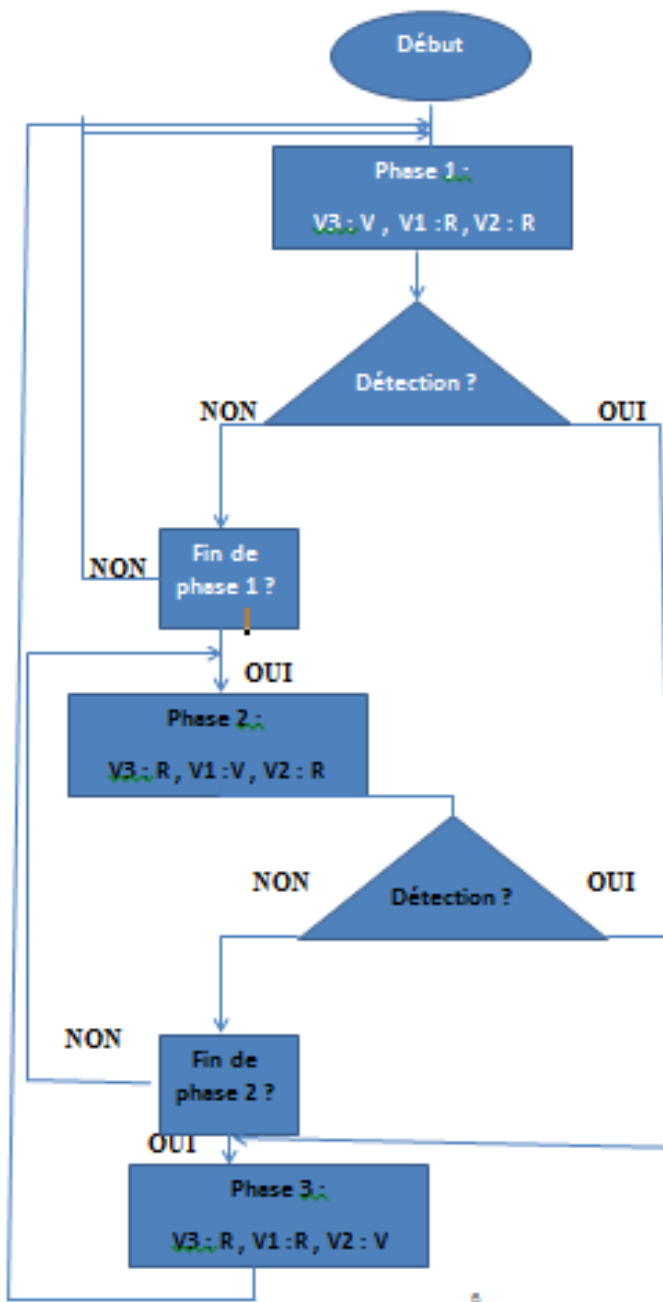 Début
Phase 1 :
V3 : V , V1 :R , V2 : R
Détection ?
NON
OUI
Fin de
phase 1 ?
NON
OUI
Phase 2 :
V3 : R , V1 :V , V2 : R
NON
Détection ?
OUI
NON
Fin de
phase 2 ?
OUI
Phase 3 :
V3 : R , V1 :R , V2 : V